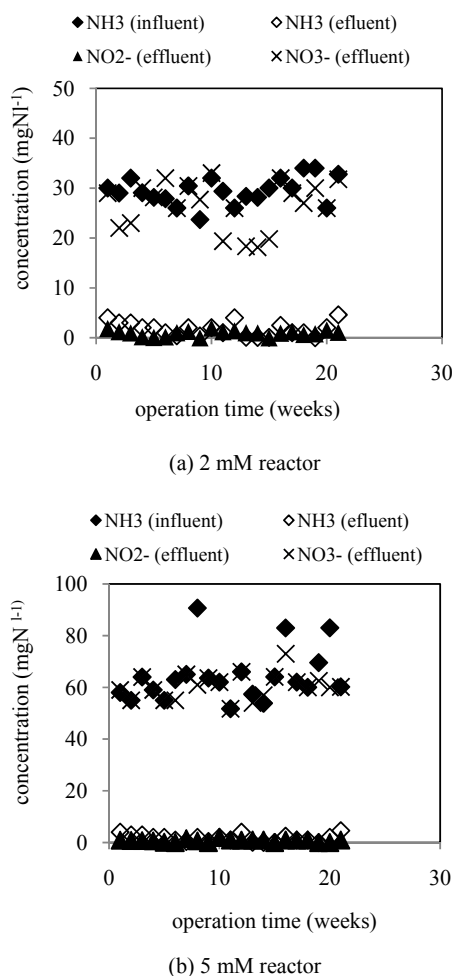 NH3 (influent) NH3 (efluent)
NO2- (effluent) NO3- (effluent)
50
40
30
20
10
0
0 10 20 30
concentration (mgNl-1)
operation time (weeks)
(a) 2 mM reactor
NH3 (influent) NH3 (efluent)
NO2- (effluent) NO3- (effluent)
100
80
60
40
20
0
0 10 20 30
concentration (mgN l-1)
operation time (weeks)
(b) 5 mM reactor